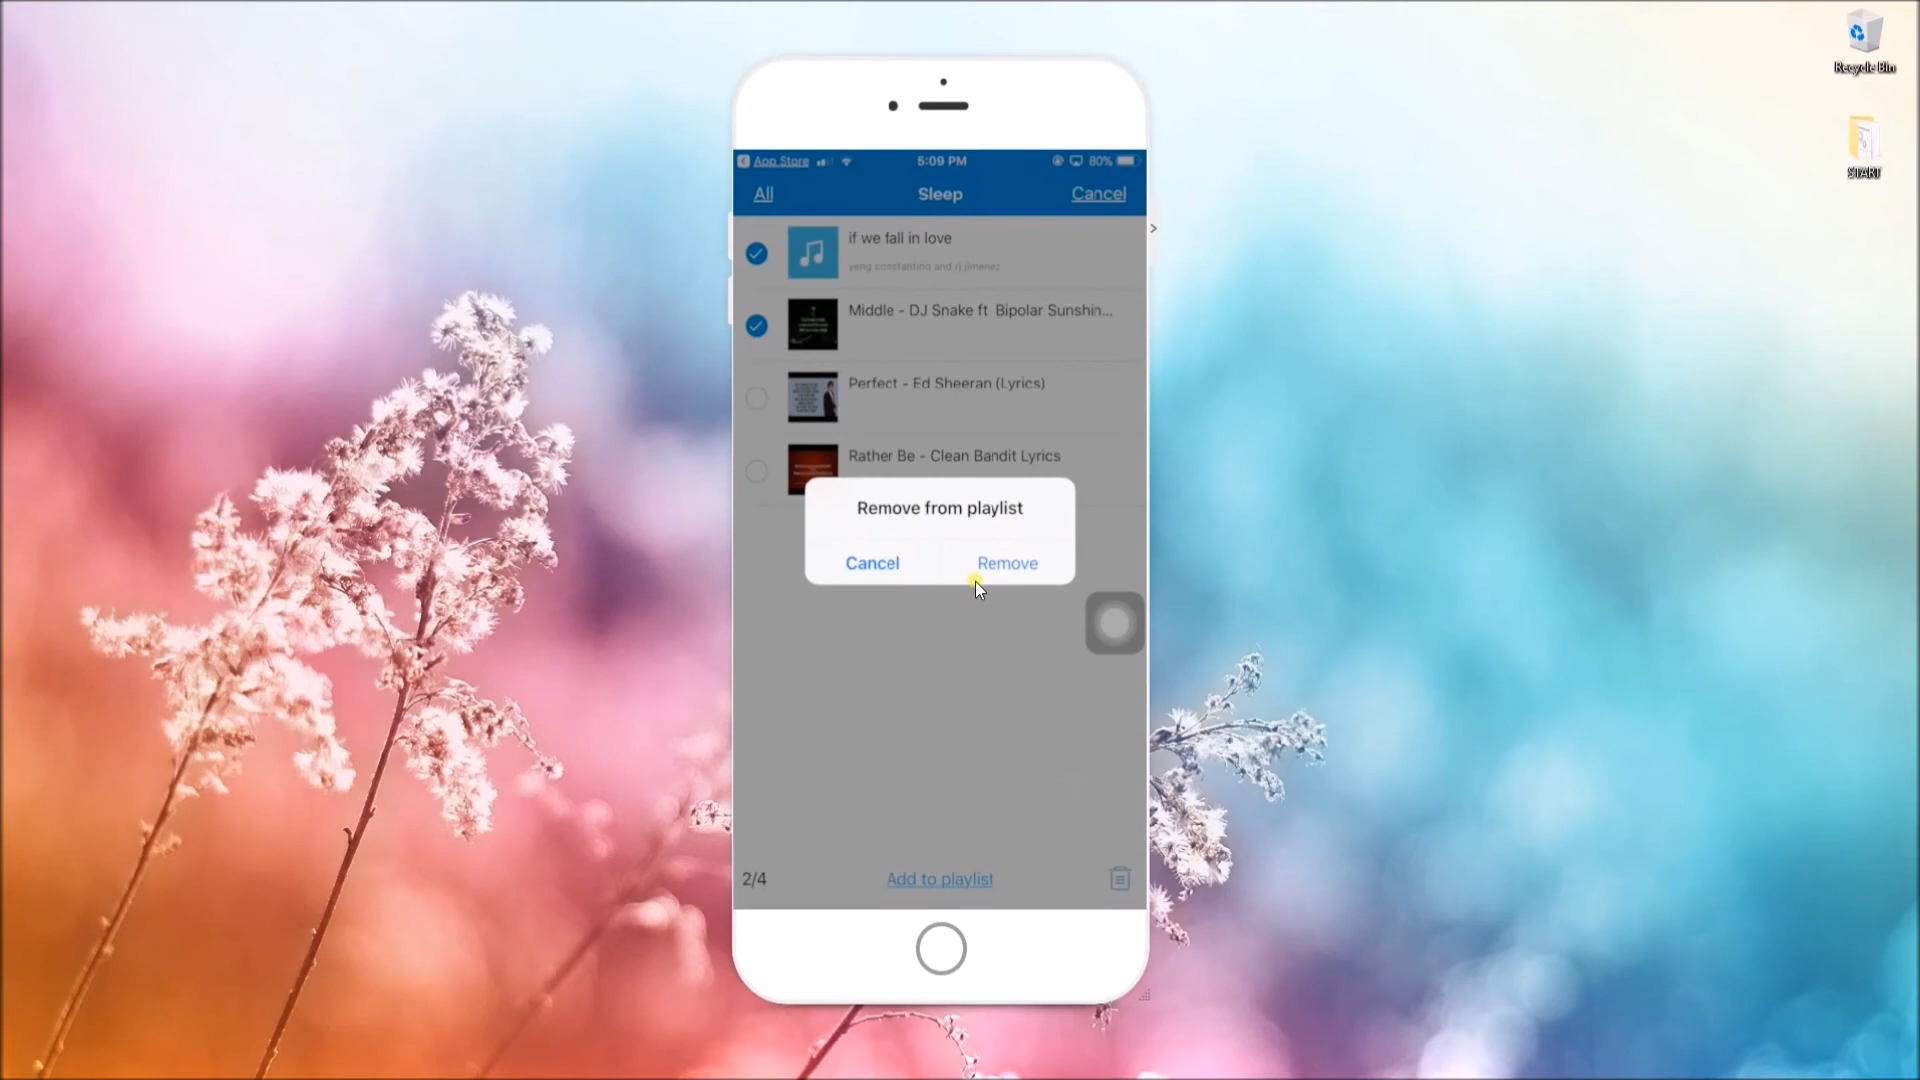 Recycle Bin
START
App Store
5:09 PM
80%
All
Sleep
Cancel
if we fall in love
yeng constantino and rj jimenez
Middle - DJ Snake ft Bipolar Sunshin...
Perfect - Ed Sheeran (Lyrics)
Rather Be - Clean Bandit Lyrics
Remove from playlist
Cancel
Remove
2/4
Add to playlist